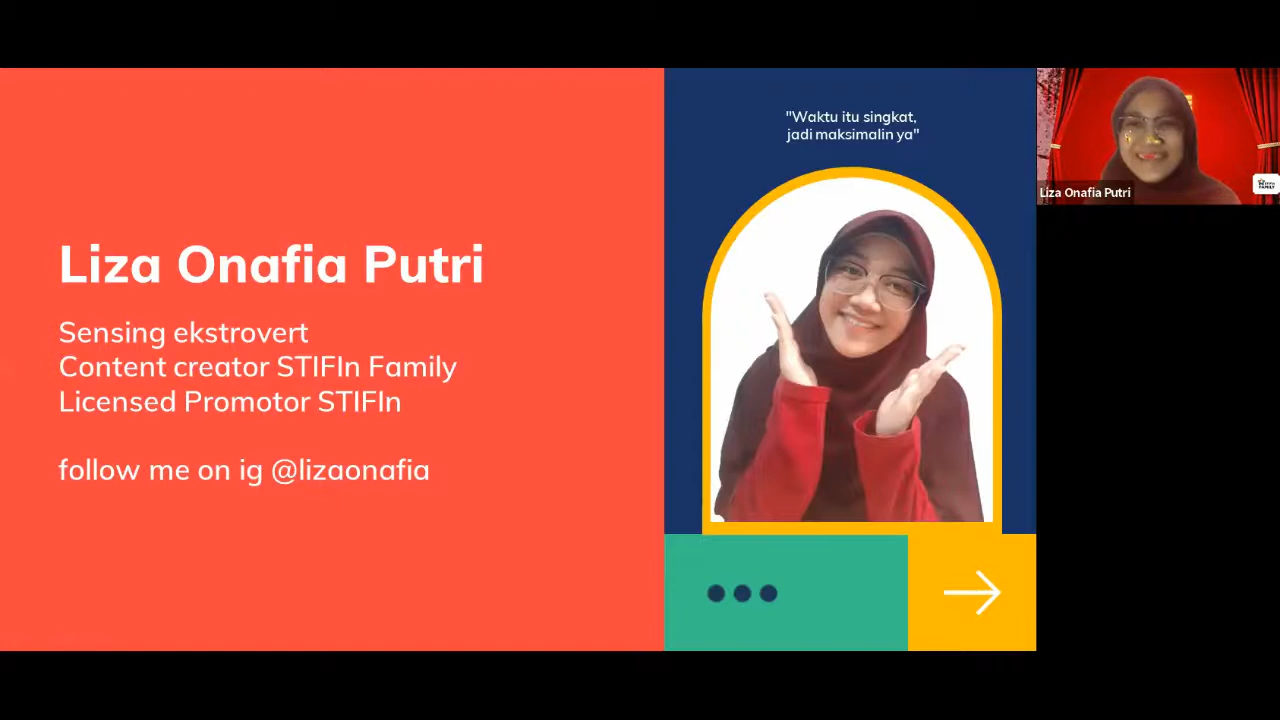 Liza Onafia Putri
Sensing ekstrovert
Content creator STIFIn Family
Licensed Promotor STIFIn
follow me on ig @lizaonafia
"Waktu itu singkat,
jadi maksimalin ya"
Liza Onafia Putri
FAMILY